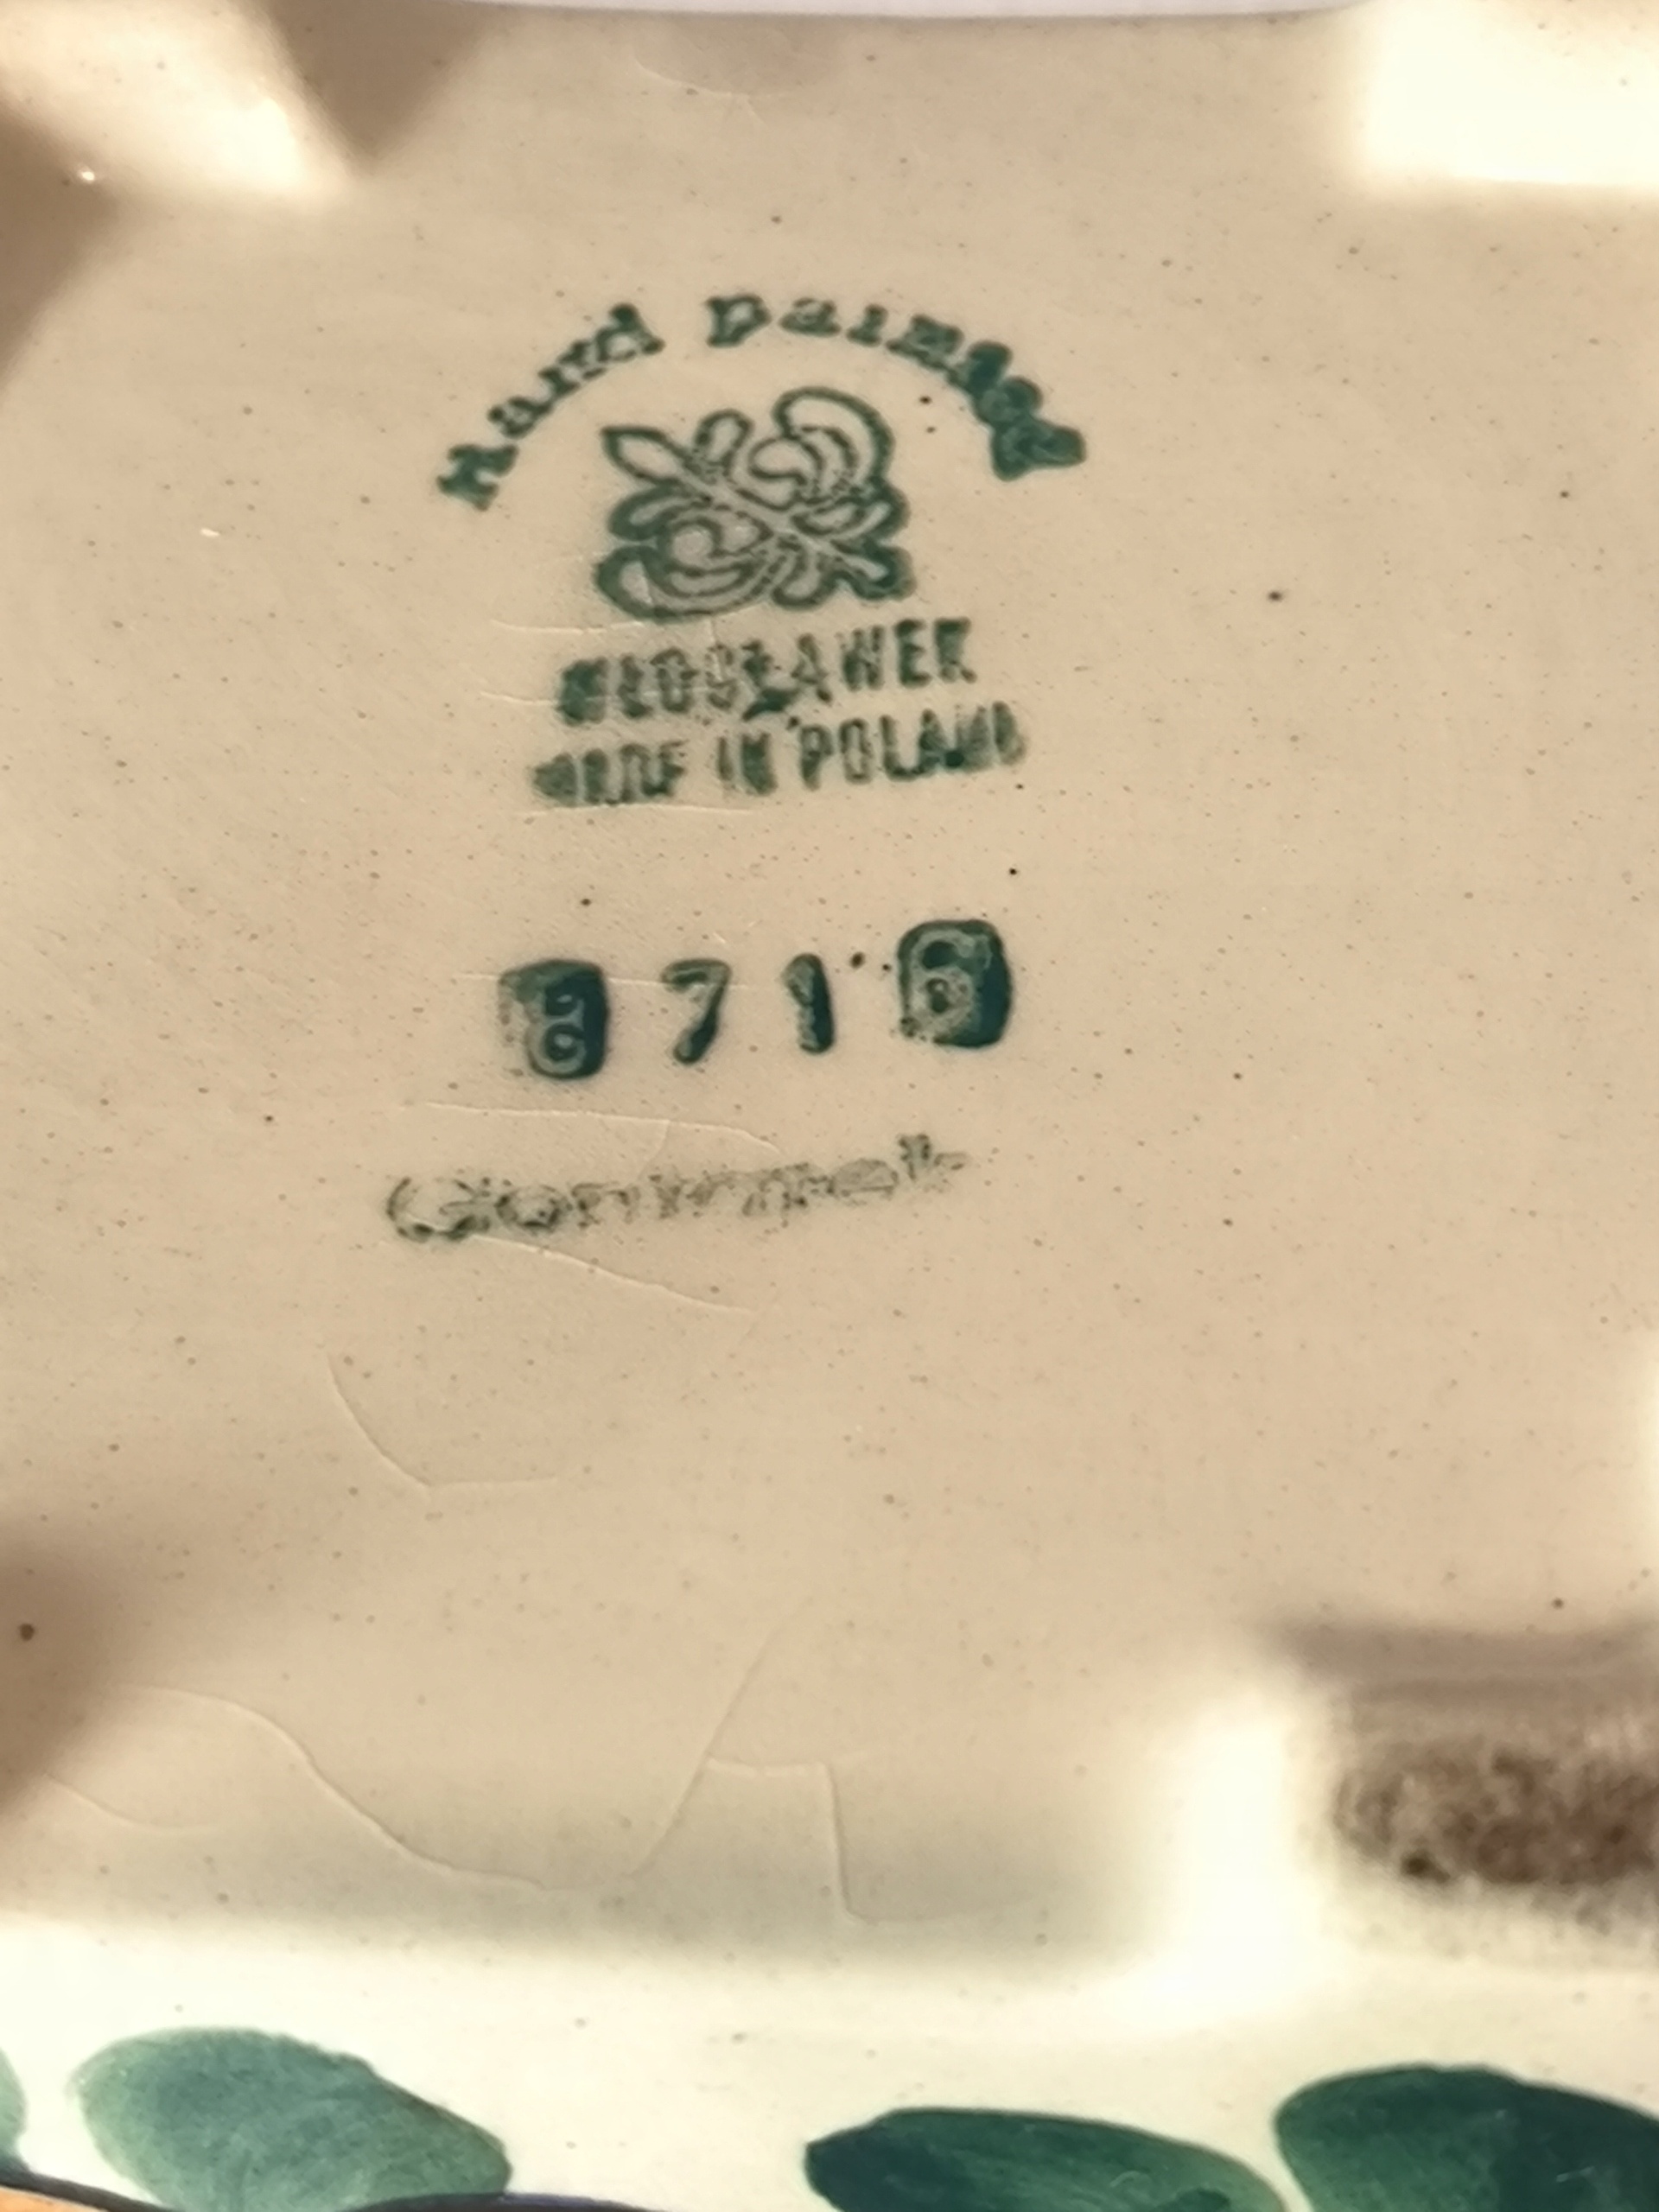 Hand Painted
WŁOCŁAWEK
MADE IN POLAND
6716